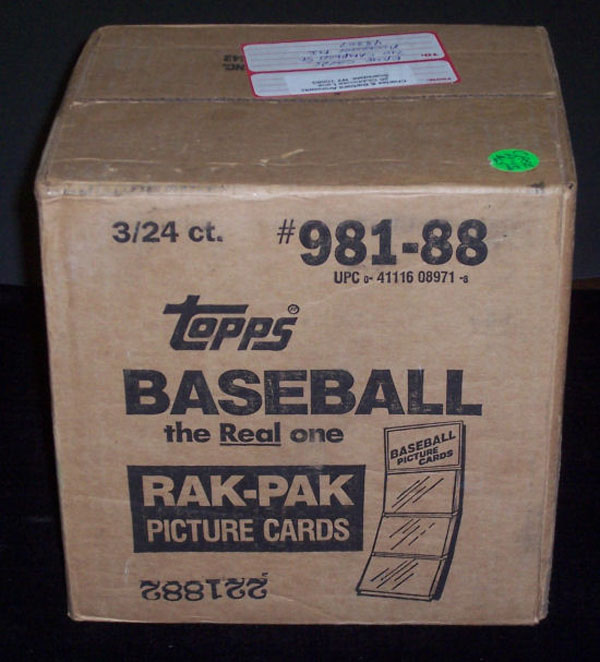 3/24 ct.
#981-88
UPC 0- 41116 08971 -8
Topps®
BASEBALL
the Real one
RAK-PAK
PICTURE CARDS
BASEBALL
PICTURE
CARDS
221882